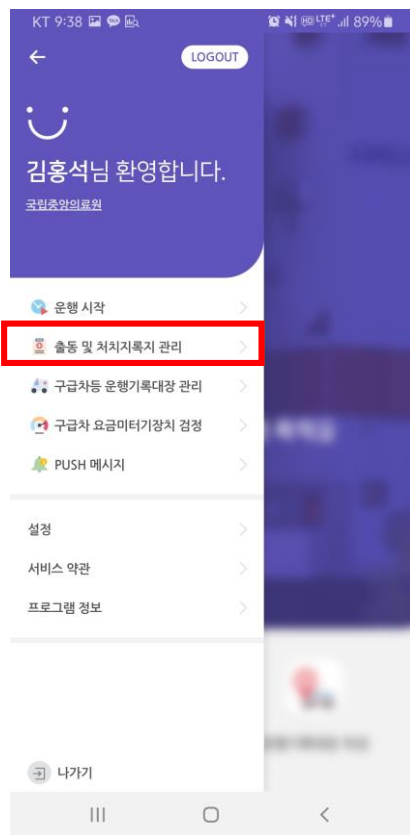 KT 9:38
LTE+ 89%
LOGOUT
김홍석님 환영합니다.
국립중앙의료원
운행 시작
출동 및 처치지록지 관리
구급차등 운행기록대장 관리
구급차 요금미터기장치 검정
PUSH 메시지
설정
서비스 약관
프로그램 정보
나가기